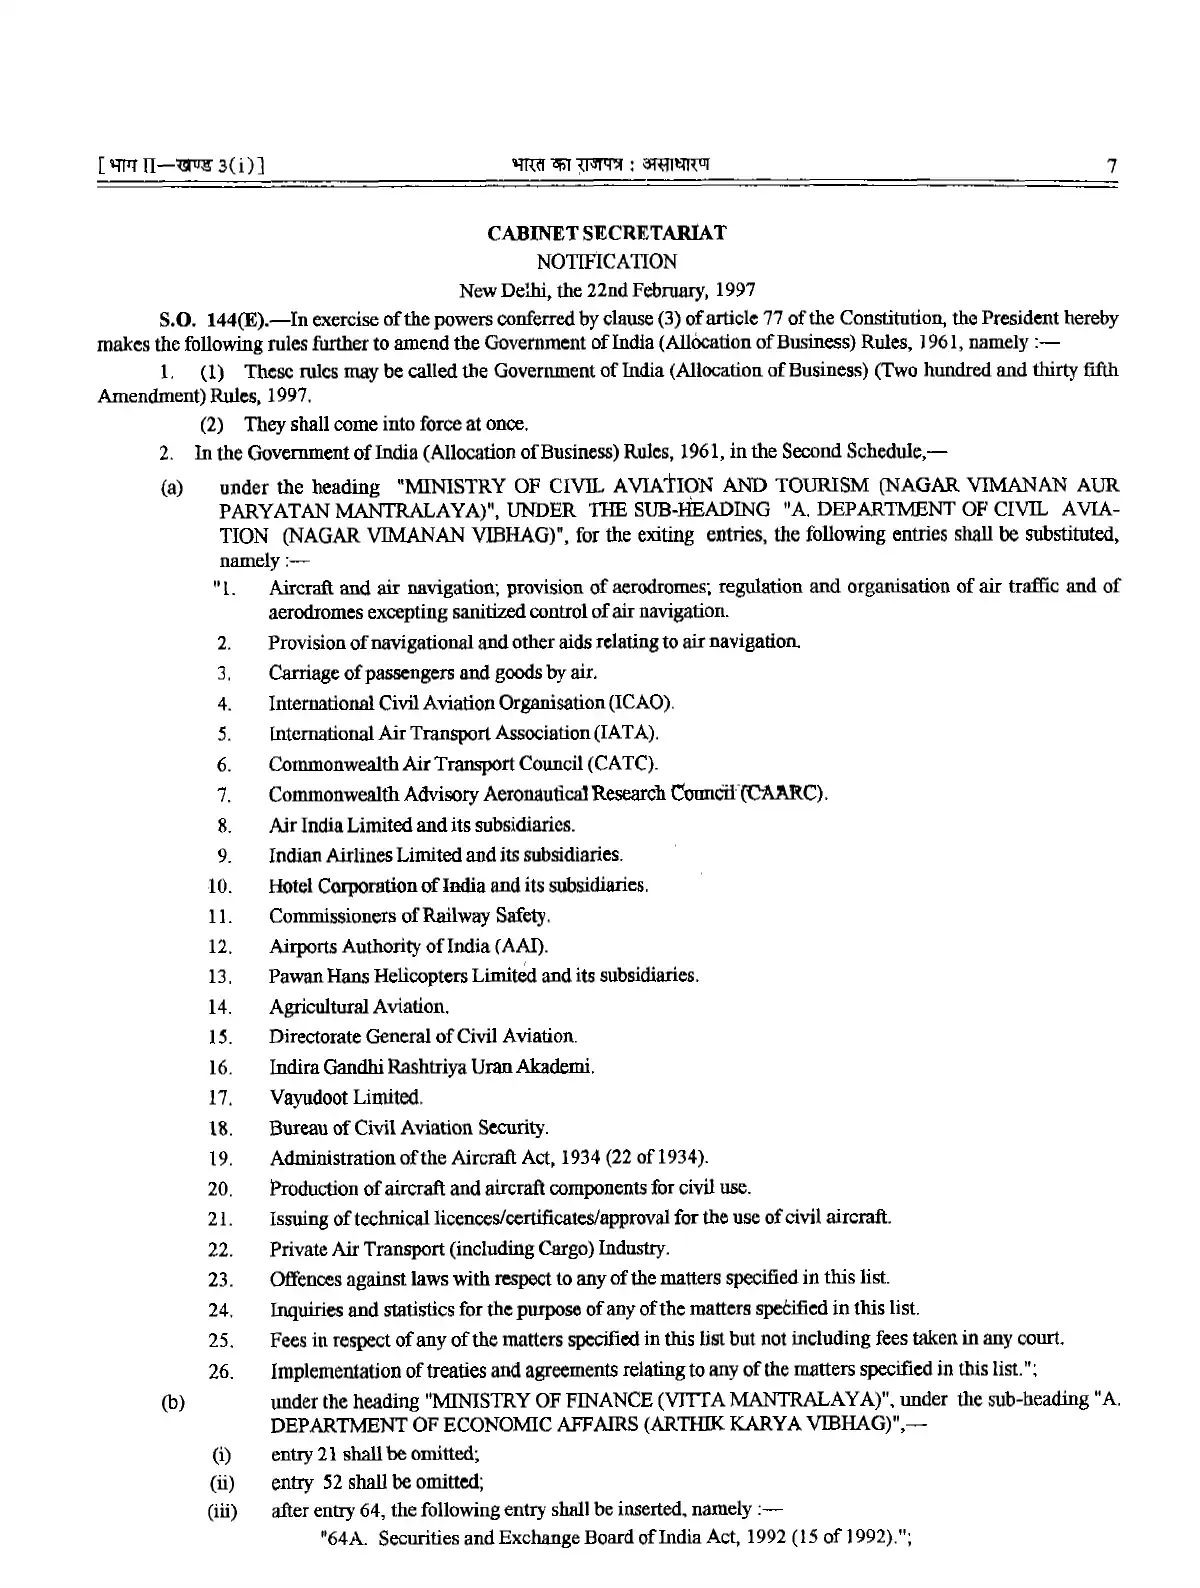 [ भाग II—खण्ड 3(i) ] भारत का राजपत्र : असाधारण 7
CABINET SECRETARIAT
NOTIFICATION
New Delhi, the 22nd February, 1997
S.O. 144(E).—In exercise of the powers conferred by clause (3) of article 77 of the Constitution, the President hereby
makes the following rules further to amend the Government of India (Allocation of Business) Rules, 1961, namely :—
1. (1) These rules may be called the Government of India (Allocation of Business) (Two hundred and thirty fifth
Amendment) Rules, 1997.
(2) They shall come into force at once.
2. In the Government of India (Allocation of Business) Rules, 1961, in the Second Schedule,—
(a) under the heading "MINISTRY OF CIVIL AVIATION AND TOURISM (NAGAR VIMANAN AUR
PARYATAN MANTRALAYA)", UNDER THE SUB-HEADING "A. DEPARTMENT OF CIVIL AVIA-
TION (NAGAR VIMANAN VIBHAG)", for the exiting entries, the following entries shall be substituted,
namely :—
"1. Aircraft and air navigation; provision of aerodromes; regulation and organisation of air traffic and of
aerodromes excepting sanitized control of air navigation.
2. Provision of navigational and other aids relating to air navigation.
3. Carriage of passengers and goods by air.
4. International Civil Aviation Organisation (ICAO).
5. International Air Transport Association (IATA).
6. Commonwealth Air Transport Council (CATC).
7. Commonwealth Advisory Aeronautical Research Council (CAARC).
8. Air India Limited and its subsidiaries.
9. Indian Airlines Limited and its subsidiaries.
10. Hotel Corporation of India and its subsidiaries.
11. Commissioners of Railway Safety.
12. Airports Authority of India (AAI).
13. Pawan Hans Helicopters Limited and its subsidiaries.
14. Agricultural Aviation.
15. Directorate General of Civil Aviation.
16. Indira Gandhi Rashtriya Uran Akademi.
17. Vayudoot Limited.
18. Bureau of Civil Aviation Security.
19. Administration of the Aircraft Act, 1934 (22 of 1934).
20. Production of aircraft and aircraft components for civil use.
21. Issuing of technical licences/certificates/approval for the use of civil aircraft.
22. Private Air Transport (including Cargo) Industry.
23. Offences against laws with respect to any of the matters specified in this list.
24. Inquiries and statistics for the purpose of any of the matters specified in this list.
25. Fees in respect of any of the matters specified in this list but not including fees taken in any court.
26. Implementation of treaties and agreements relating to any of the matters specified in this list.";
(b) under the heading "MINISTRY OF FINANCE (VITTA MANTRALAYA)", under the sub-heading "A.
DEPARTMENT OF ECONOMIC AFFAIRS (ARTHIK KARYA VIBHAG)",—
(i) entry 21 shall be omitted;
(ii) entry 52 shall be omitted;
(iii) after entry 64, the following entry shall be inserted, namely :—
"64A. Securities and Exchange Board of India Act, 1992 (15 of 1992).";